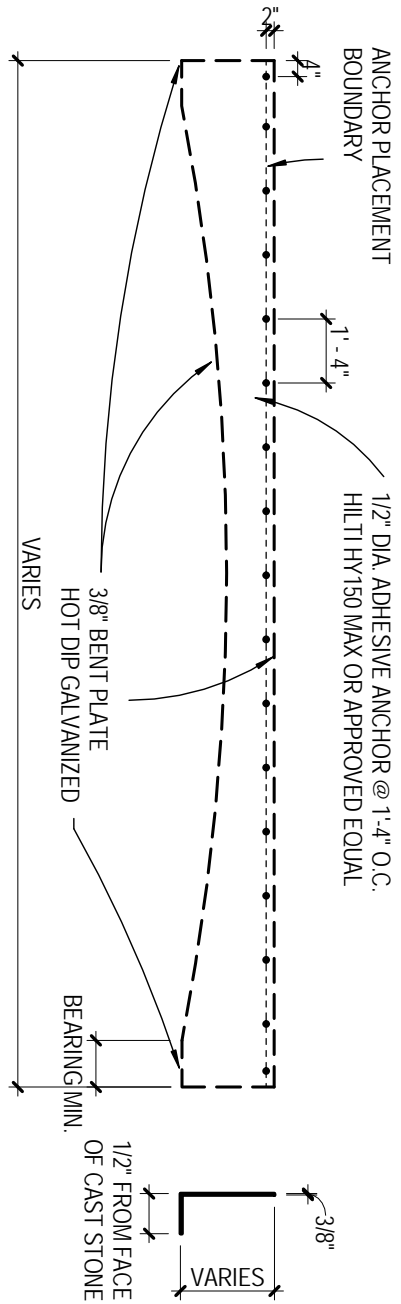 2"
4"
ANCHOR PLACEMENT
BOUNDARY
1' - 4"
1/2" DIA. ADHESIVE ANCHOR @ 1'-4" O.C.
HILTI HY150 MAX OR APPROVED EQUAL
3/8" BENT PLATE
HOT DIP GALVANIZED
VARIES
BEARING MIN.
1/2" FROM FACE
OF CAST STONE
3/8"
VARIES